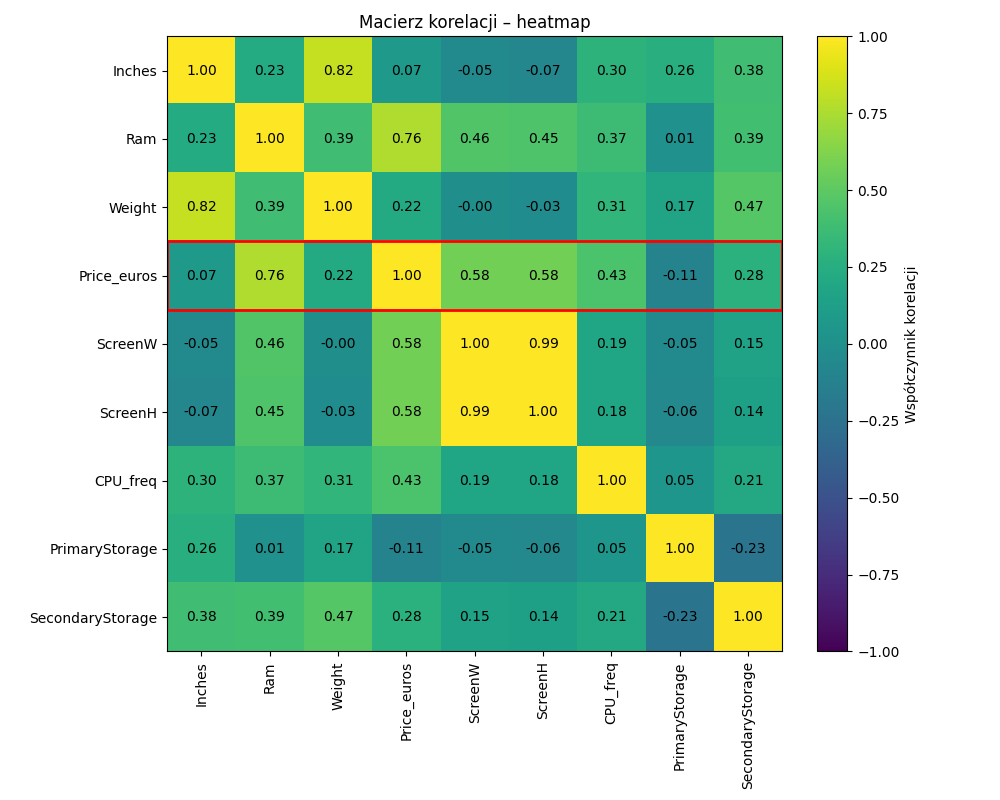 Macierz korelacji – heatmap
Inches 1.00 0.23 0.82 0.07 -0.05 -0.07 0.30 0.26 0.38
Ram 0.23 1.00 0.39 0.76 0.46 0.45 0.37 0.01 0.39
Weight 0.82 0.39 1.00 0.22 -0.00 -0.03 0.31 0.17 0.47
Price_euros 0.07 0.76 0.22 1.00 0.58 0.58 0.43 -0.11 0.28
ScreenW -0.05 0.46 -0.00 0.58 1.00 0.99 0.19 -0.05 0.15
ScreenH -0.07 0.45 -0.03 0.58 0.99 1.00 0.18 -0.06 0.14
CPU_freq 0.30 0.37 0.31 0.43 0.19 0.18 1.00 0.05 0.21
PrimaryStorage 0.26 0.01 0.17 -0.11 -0.05 -0.06 0.05 1.00 -0.23
SecondaryStorage 0.38 0.39 0.47 0.28 0.15 0.14 0.21 -0.23 1.00
Inches
Ram
Weight
Price_euros
ScreenW
ScreenH
CPU_freq
PrimaryStorage
SecondaryStorage
1.00
0.75
0.50
0.25
0.00
−0.25
−0.50
−0.75
−1.00
Współczynnik korelacji